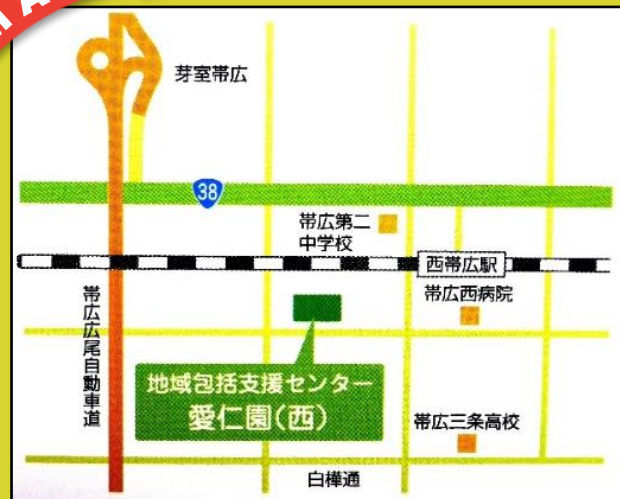 芽室帯広
38
帯広第二
中学校
西帯広駅
帯広西病院
帯広広尾自動車道
地域包括支援センター
愛仁園(西)
帯広三条高校
白樺通